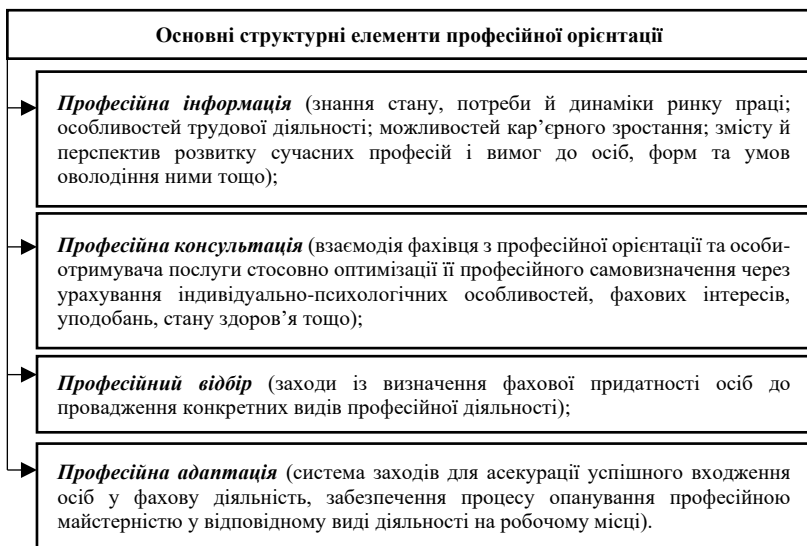 Основні структурні елементи професійної орієнтації
Професійна інформація (знання стану, потреби й динаміки ринку праці;
особливостей трудової діяльності; можливостей кар’єрного зростання; змісту й
перспектив розвитку сучасних професій і вимог до осіб, форм та умов
оволодіння ними тощо);
Професійна консультація (взаємодія фахівця з професійної орієнтації та особи-
отримувача послуги стосовно оптимізації її професійного самовизначення через
урахування індивідуально-психологічних особливостей, фахових інтересів,
уподобань, стану здоров’я тощо);
Професійний відбір (заходи із визначення фахової придатності осіб до
провадження конкретних видів професійної діяльності);
Професійна адаптація (система заходів для асекурації успішного входження
осіб у фахову діяльність, забезпечення процесу опанування професійною
майстерністю у відповідному виді діяльності на робочому місці).